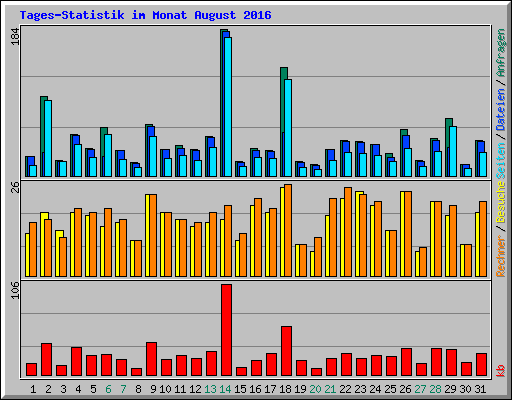 Tages-Statistik im Monat August 2016
184
26
106
Seiten / Dateien / Anfragen
Rechner / Besuche
kb
1 2 3 4 5 6 7 8 9 10 11 12 13 14 15 16 17 18 19 20 21 22 23 24 25 26 27 28 29 30 31